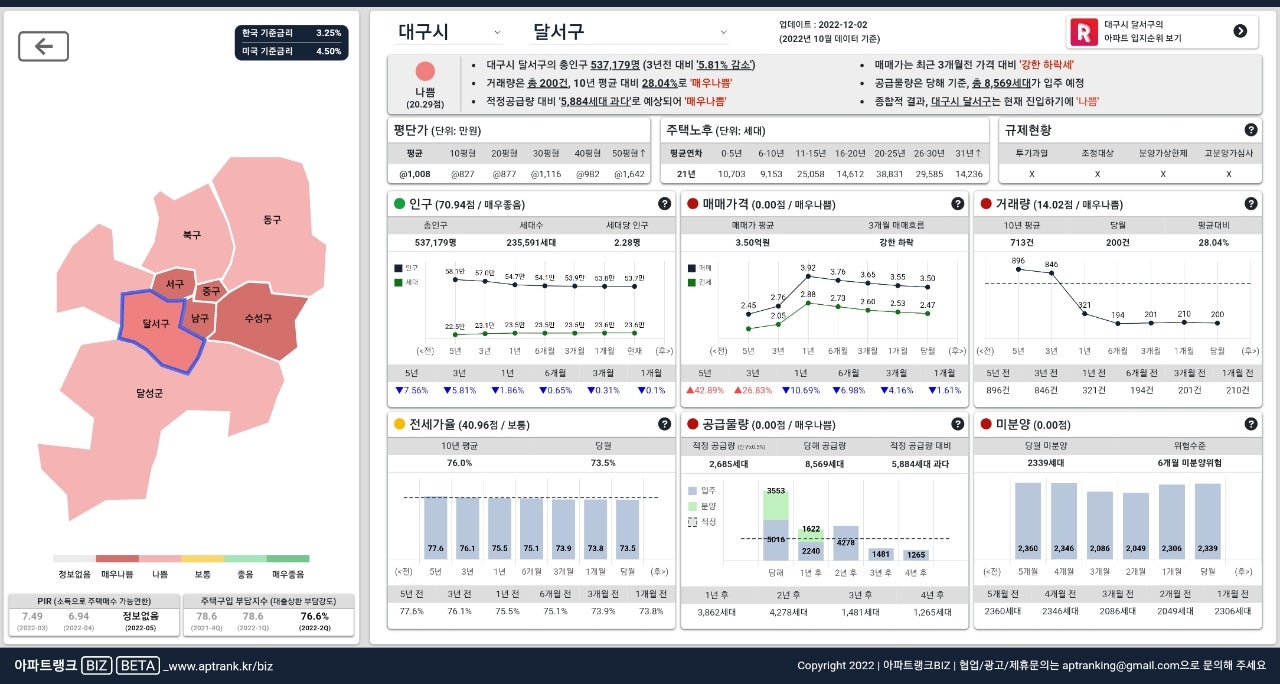 한국 기준금리 3.25%
미국 기준금리 4.50%
동구
북구
서구
중구
달서구
남구
수성구
달성군
정보없음 매우나쁨 나쁨 보통 좋음 매우좋음
PIR (소득으로 주택매수 가능연한)
7.49 6.94 정보없음
(2022-03) (2022-04) (2022-05)
주택구입 부담지수 (대출상환 부담강도)
78.6 78.6 76.6%
(2021-4Q) (2022-1Q) (2022-2Q)
대구시 달서구
업데이트 : 2022-12-02
(2022년 10월 데이터 기준)
R
대구시 달서구의
아파트 입지순위 보기
나쁨
(20.29점)
• 대구시 달서구의 총인구 537,179명 (3년전 대비 '5.81% 감소')
• 거래량은 총 200건, 10년 평균 대비 28.04%로 '매우나쁨'
• 적정공급량 대비 '5,884세대 과다'로 예상되어 '매우나쁨'
• 매매가는 최근 3개월전 가격 대비 '강한 하락세'
• 공급물량은 당해 기준, 총 8,569세대가 입주 예정
• 종합적 결과, 대구시 달서구는 현재 진입하기에 '나쁨'
평단가 (단위: 만원)
평균 10평형 20평형 30평형 40평형 50평형↑
@1,008 @827 @877 @1,116 @982 @1,642
주택노후 (단위: 세대)
평균연차 0-5년 6-10년 11-15년 16-20년 20-25년 26-30년 31년↑
21년 10,703 9,153 25,058 14,612 38,831 29,585 14,236
규제현황 ?
투기과열 조정대상 분양가상한제 고분양가심사
X X X X
인구 (70.94점 / 매우좋음) ?
총인구 세대수 세대당 인구
537,179명 235,591세대 2.28명
인구
세대
58.1만 57.0만 54.7만 54.1만 53.9만 53.8만 53.7만
22.5만 23.1만 23.5만 23.5만 23.5만 23.6만 23.6만
(<전) 5년 3년 1년 6개월 3개월 1개월 현재 (후>)
5년 3년 1년 6개월 3개월 1개월
▼7.56% ▼5.81% ▼1.86% ▼0.65% ▼0.31% ▼0.1%
매매가격 (0.00점 / 매우나쁨) ?
매매가 평균 3개월 매매흐름
3.50억원 강한 하락
매매
전세
2.45 2.76 3.92 3.76 3.65 3.55 3.50
2.05 2.88 2.73 2.60 2.53 2.47
(<전) 5년 3년 1년 6개월 3개월 1개월 당월 (후>)
5년 3년 1년 6개월 3개월 1개월
▲42.89% ▲26.83% ▼10.69% ▼6.98% ▼4.16% ▼1.61%
거래량 (14.02점 / 매우나쁨) ?
10년 평균 당월 평균대비
713건 200건 28.04%
896 846 321 194 201 210 200
(<전) 5년 3년 1년 6개월 3개월 1개월 당월 (후>)
5년 전 3년 전 1년 전 6개월 전 3개월 전 1개월 전
896건 846건 321건 194건 201건 210건
전세가율 (40.96점 / 보통) ?
10년 평균 당월
76.0% 73.5%
77.6 76.1 75.5 75.1 73.9 73.8 73.5
(<전) 5년 3년 1년 6개월 3개월 1개월 당월 (후>)
5년 전 3년 전 1년 전 6개월 전 3개월 전 1개월 전
77.6% 76.1% 75.5% 75.1% 73.9% 73.8%
공급물량 (0.00점 / 매우나쁨) ?
적정 공급량 (인구x0.5%) 당해 공급량 적정 공급량 대비
2,685세대 8,569세대 5,884세대 과다
입주
분양
적정
3553 1622
5016 2240 4278 1481 1265
당해 1년 후 2년 후 3년 후 4년 후
1년 후 2년 후 3년 후 4년 후
3,862세대 4,278세대 1,481세대 1,265세대
미분양 (0.00점) ?
당월 미분양 위험수준
2339세대 6개월 미분양위험
2,360 2,346 2,086 2,049 2,306 2,339
(<전) 5개월 4개월 3개월 2개월 1개월 당월 (후>)
5개월 전 4개월 전 3개월 전 2개월 전 1개월 전
2360세대 2346세대 2086세대 2049세대 2306세대
아파트랭크 BIZ BETA _www.aptrank.kr/biz
Copyright 2022 | 아파트랭크BIZ | 협업/광고/제휴문의는 aptranking@gmail.com으로 문의해 주세요